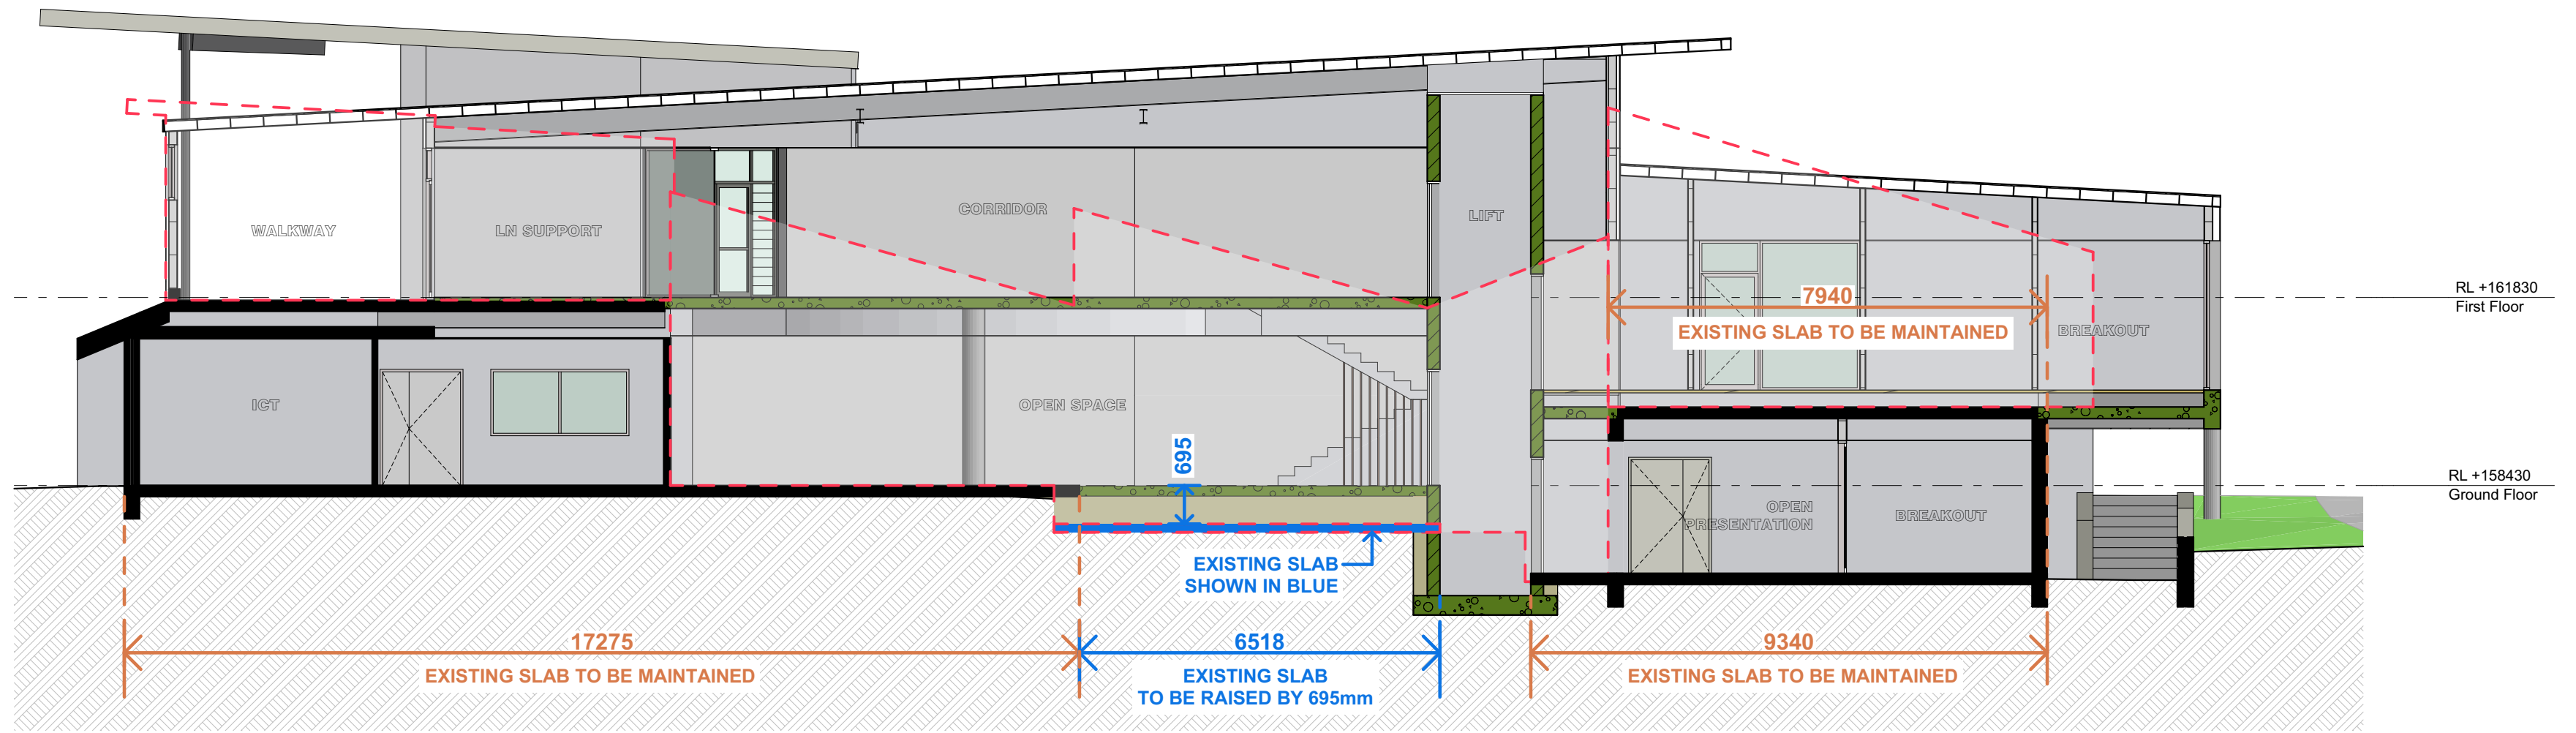 WALKWAY
LN SUPPORT
CORRIDOR
LIFT
RL +161830
First Floor
7940
EXISTING SLAB TO BE MAINTAINED
BREAKOUT
ICT
OPEN SPACE
695
RL +158430
Ground Floor
OPEN
PRESENTATION
BREAKOUT
EXISTING SLAB
SHOWN IN BLUE
17275
EXISTING SLAB TO BE MAINTAINED
6518
EXISTING SLAB
TO BE RAISED BY 695mm
9340
EXISTING SLAB TO BE MAINTAINED